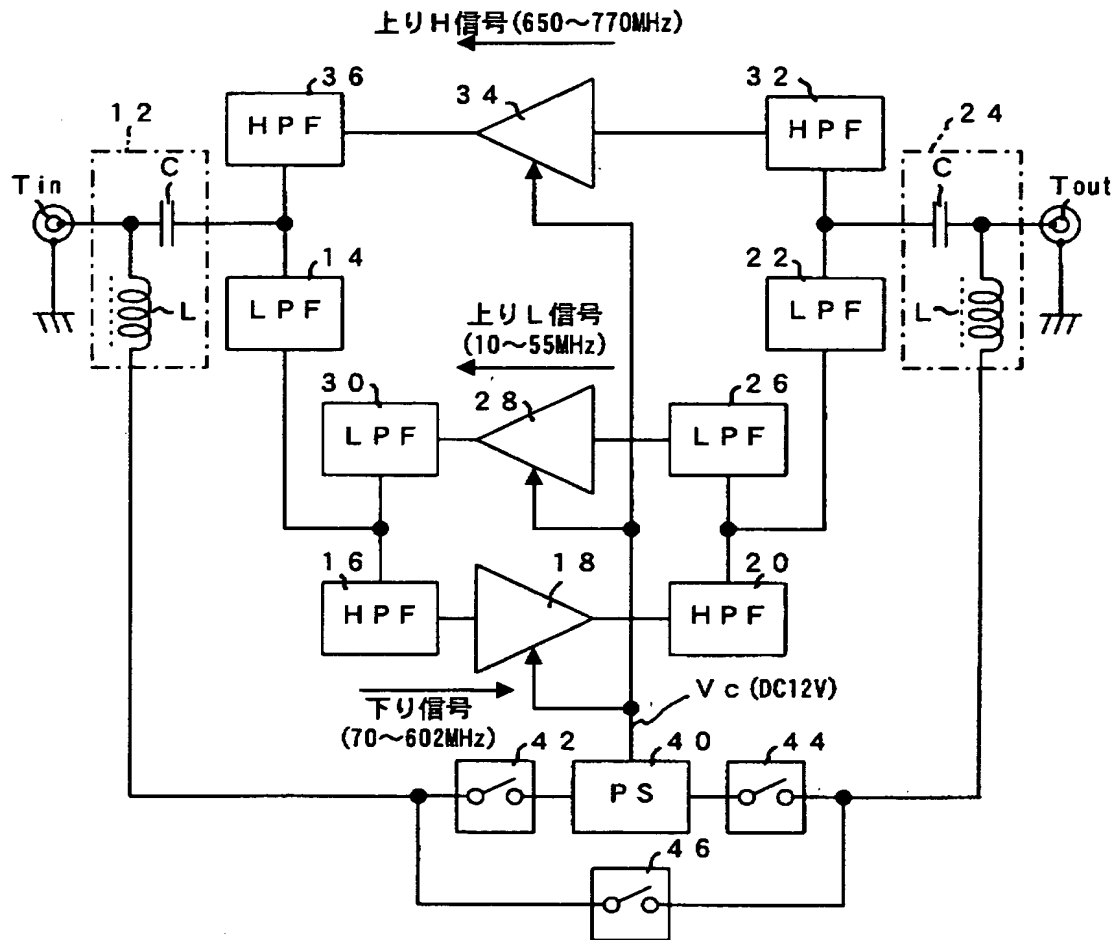 上りH信号(650～770MHz)
36
34
32
12
HPF
HPF
24
C
C
Tin
Tout
14
22
LPF
L
上りL信号
(10～55MHz)
L
LPF
30
28
26
LPF
LPF
16
18
20
HPF
HPF
下り信号
(70～602MHz)
Vc(DC12V)
42
40
44
PS
46